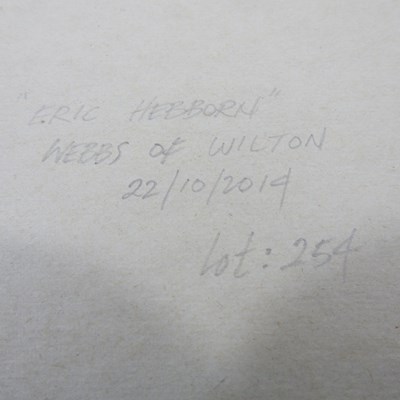 "ERIC HEBBORN"
WEBBS OF WILTON
22/10/2014
Lot: 254